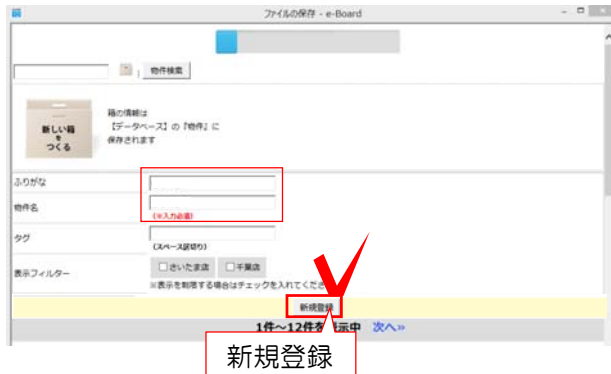 ファイルの保存 - e-Board
物件検索
新しい箱
を
つくる
箱の情報は
【データベース】の『物件』に
保存されます
ふりがな
物件名
(※入力必須)
タグ
(スペース区切り)
表示フィルター
さいたま店 千葉店
※表示を制限する場合はチェックを入れてくださ
新規登録
1件～12件を表示中 次へ»
新規登録